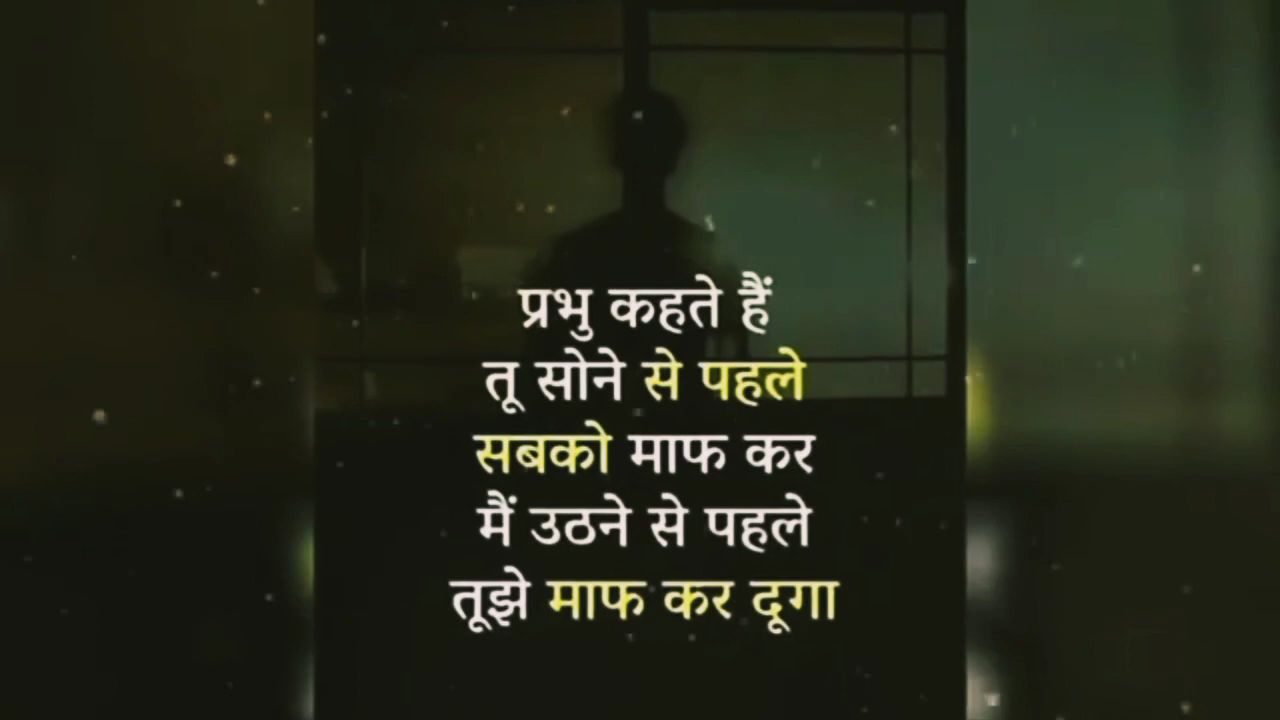 प्रभु कहते हैं
तू सोने से पहले
सबको माफ कर
मैं उठने से पहले
तूझे माफ कर दूगा